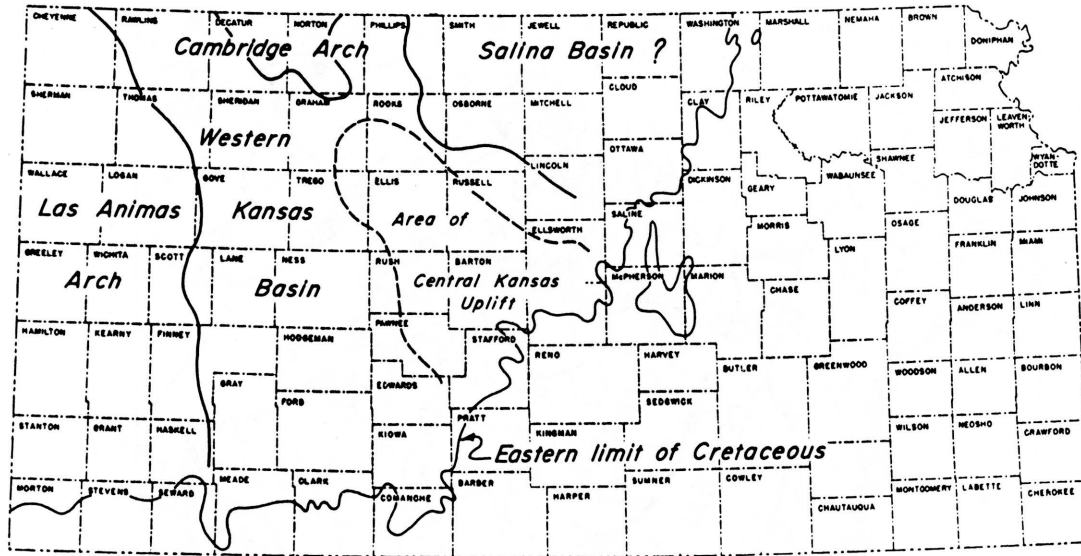 CHEYENNE RAWLINS DECATUR NORTON PHILLIPS SMITH JEWELL REPUBLIC WASHINGTON MARSHALL NEMAHA BROWN
DONIPHAN
Cambridge Arch Salina Basin ?
ATCHISON
CLOUD
SHERMAN THOMAS SHERIDAN GRAHAM ROOKS OSBORNE MITCHELL CLAY RILEY POTTAWATOMIE JACKSON
JEFFERSON LEAVEN
WORTH
Western
OTTAWA
SHAWNEE WYAN-
DOTTE
LINCOLN
WALLACE LOGAN GOVE TREGO ELLIS RUSSELL DICKINSON GEARY WABAUNSEE
DOUGLAS JOHNSON
Las Animas Kansas Area of
SALINE
MORRIS OSAGE
ELLSWORTH
LYON FRANKLIN MIAMI
GREELEY WICHITA SCOTT LANE NESS RUSH BARTON
Arch Basin Central Kansas
Uplift
McPHERSON MARION
CHASE
COFFEY ANDERSON LINN
HAMILTON KEARNY FINNEY HODGEMAN PAWNEE STAFFORD
RENO HARVEY
BUTLER GREENWOOD
WOODSON ALLEN BOURBON
GRAY EDWARDS
FORD SEDGWICK
PRATT
STANTON GRANT HASKELL KIOWA KINGMAN
WILSON NEOSHO CRAWFORD
Eastern limit of Cretaceous
MORTON STEVENS SEWARD MEADE CLARK COMANCHE BARBER HARPER SUMNER COWLEY
CHAUTAUQUA MONTGOMERY LABETTE CHEROKEE